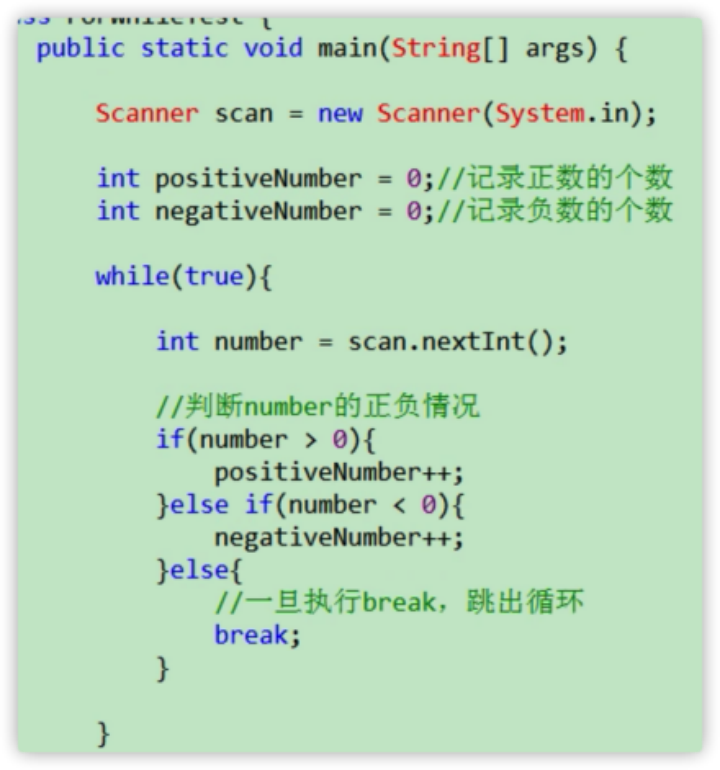 public static void main(String[] args) {
Scanner scan = new Scanner(System.in);
int positiveNumber = 0;//记录正数的个数
int negativeNumber = 0;//记录负数的个数
while(true){
int number = scan.nextInt();
//判断number的正负情况
if(number > 0){
positiveNumber++;
}else if(number < 0){
negativeNumber++;
}else{
//一旦执行break，跳出循环
break;
}
}